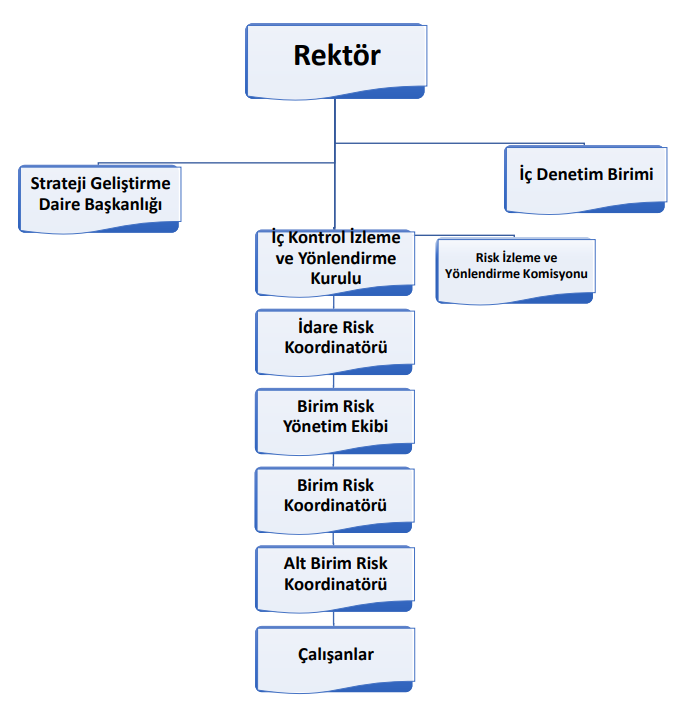 Rektör
Strateji Geliştirme
Daire Başkanlığı
İç Denetim Birimi
İç Kontrol İzleme
ve Yönlendirme
Kurulu
Risk İzleme ve
Yönlendirme Komisyonu
İdare Risk
Koordinatörü
Birim Risk
Yönetim Ekibi
Birim Risk
Koordinatörü
Alt Birim Risk
Koordinatörü
Çalışanlar